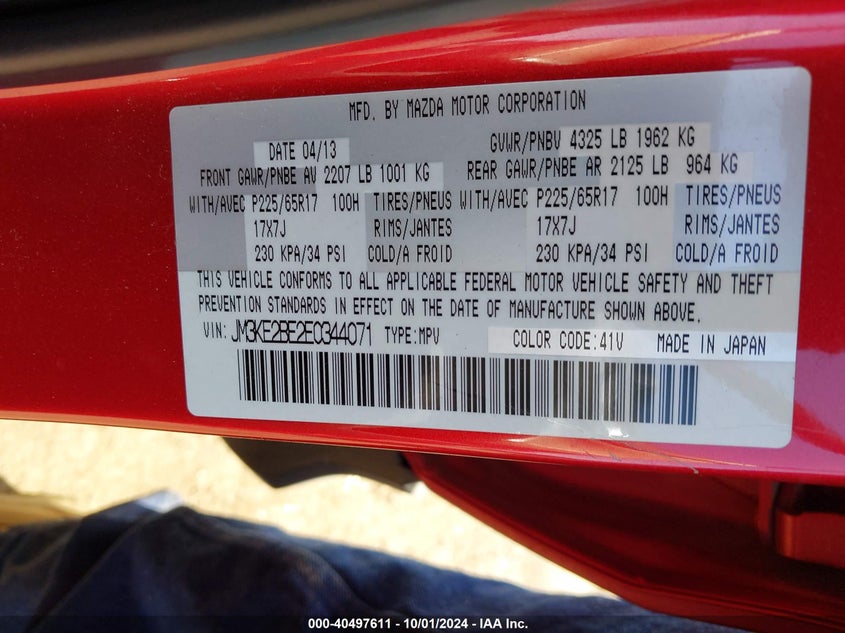 MFD. BY MAZDA MOTOR CORPORATION
DATE 04/13 GVWR/PNBV 4325 LB 1962 KG
FRONT GAWR/PNBE AV 2207 LB 1001 KG REAR GAWR/PNBE AR 2125 LB 964 KG
WITH/AVEC P225/65R17 100H TIRES/PNEUS WITH/AVEC P225/65R17 100H TIRES/PNEUS
17X7J RIMS/JANTES 17X7J RIMS/JANTES
230 KPA/34 PSI COLD/A FROID 230 KPA/34 PSI COLD/A FROID
THIS VEHICLE CONFORMS TO ALL APPLICABLE FEDERAL MOTOR VEHICLE SAFETY AND THEFT
PREVENTION STANDARDS IN EFFECT ON THE DATE OF MANUFACTURE SHOWN ABOVE.
VIN: JM3KE2BE2E0344071 TYPE:MPV COLOR CODE:41V MADE IN JAPAN
000-40497611 - 10/01/2024 - IAA Inc.